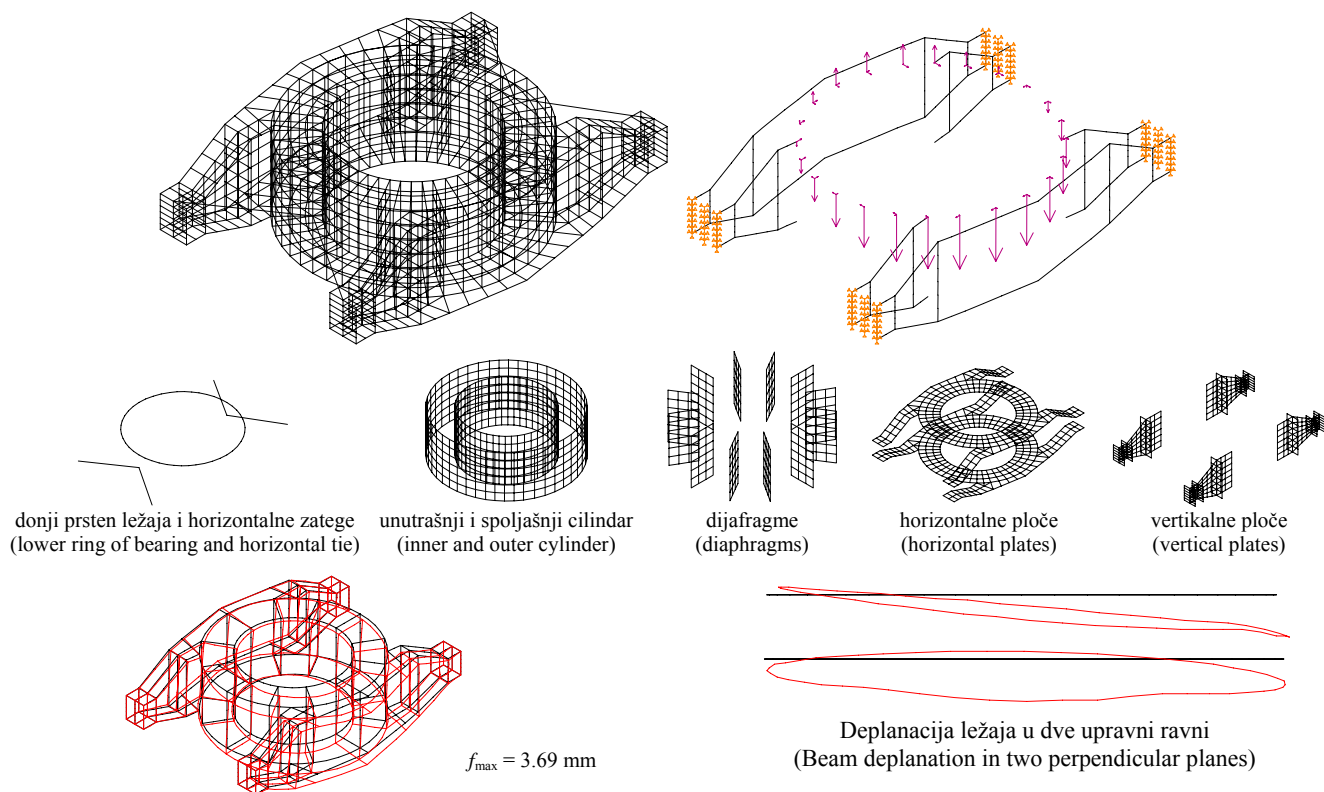 donji prsten ležaja i horizontalne zatege
(lower ring of bearing and horizontal tie)
unutrašnji i spoljašnji cilindar
(inner and outer cylinder)
dijafragme
(diaphragms)
horizontalne ploče
(horizontal plates)
vertikalne ploče
(vertical plates)
f_max = 3.69 mm
Deplanacija ležaja u dve upravni ravni
(Beam deplanation in two perpendicular planes)